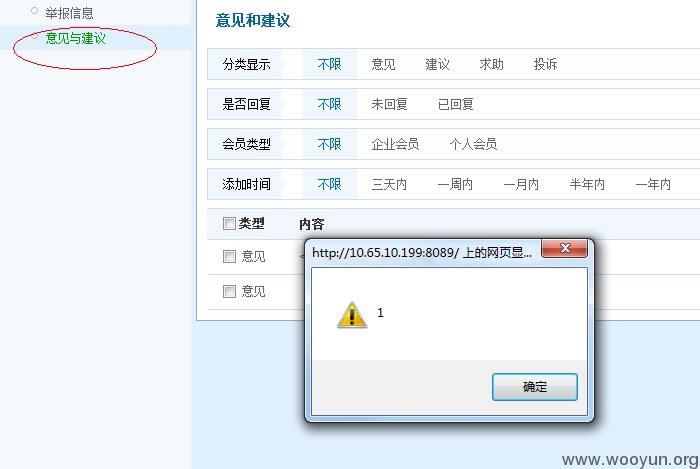 举报信息
意见与建议
意见和建议
分类显示 不限 意见 建议 求助 投诉
是否回复 不限 未回复 已回复
会员类型 不限 企业会员 个人会员
添加时间 不限 三天内 一周内 一月内 半年内 一年内
类型 内容
意见 <
意见
http://10.65.10.199:8089/ 上的网页显...
1
确定
www.wooyun.org